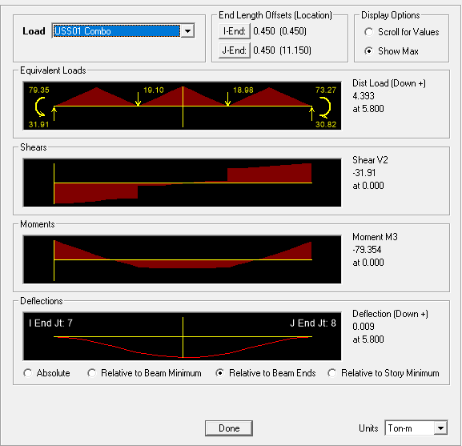 End Length Offsets (Location)
Display Options
Load
USS01 Combo
I-End: 0.450 (0.450)
Scroll for Values
J-End: 0.450 (11.150)
Show Max
Equivalent Loads
79.35 19.10 18.98 73.27
31.91 30.82
Dist Load (Down +)
4.393
at 5.800
Shears
Shear V2
-31.91
at 0.000
Moments
Moment M3
-79.354
at 0.000
Deflections
I End Jt: 7 J End Jt: 8
Deflection (Down +)
0.009
at 5.800
Absolute Relative to Beam Minimum Relative to Beam Ends Relative to Story Minimum
Done
Units Ton-m